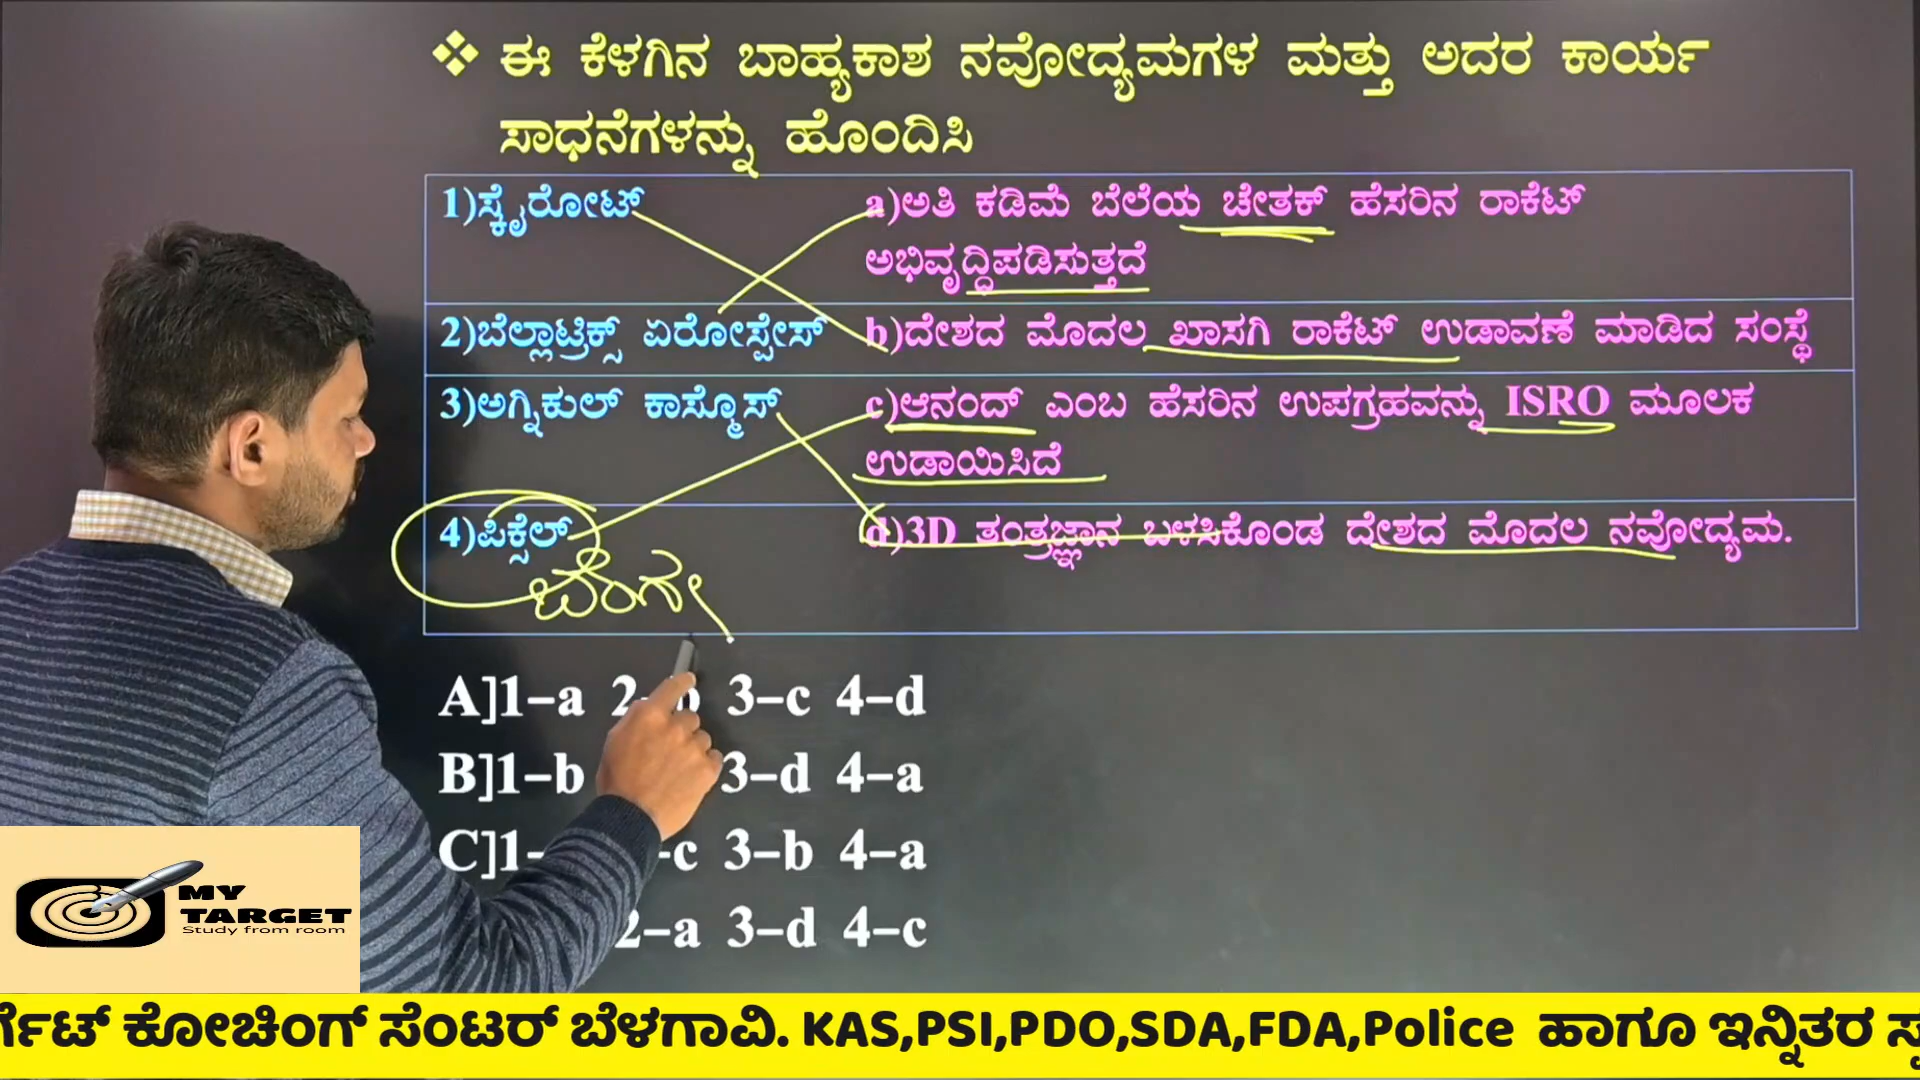 ❖ ಈ ಕೆಳಗಿನ ಬಾಹ್ಯಕಾಶ ನವೋದ್ಯಮಗಳ ಮತ್ತು ಅದರ ಕಾರ್ಯ
ಸಾಧನೆಗಳನ್ನು ಹೊಂದಿಸಿ
1)ಸ್ಕೈರೋಟ್
a)ಅತಿ ಕಡಿಮೆ ಬೆಲೆಯ ಚೇತಕ್ ಹೆಸರಿನ ರಾಕೆಟ್
ಅಭಿವೃದ್ಧಿಪಡಿಸುತ್ತದೆ
2)ಬೆಲ್ಲಾಟ್ರಿಕ್ಸ್ ಏರೋಸ್ಪೇಸ್
b)ದೇಶದ ಮೊದಲ ಖಾಸಗಿ ರಾಕೆಟ್ ಉಡಾವಣೆ ಮಾಡಿದ ಸಂಸ್ಥೆ
3)ಅಗ್ನಿಕುಲ್ ಕಾಸ್ಮೊಸ್
c)ಆನಂದ್ ಎಂಬ ಹೆಸರಿನ ಉಪಗ್ರಹವನ್ನು ISRO ಮೂಲಕ
ಉಡಾಯಿಸಿದೆ
4)ಪಿಕ್ಸೆಲ್
d)3D ತಂತ್ರಜ್ಞಾನ ಬಳಸಿಕೊಂಡ ದೇಶದ ಮೊದಲ ನವೋದ್ಯಮ.
A]1–a 2–b 3–c 4–d
B]1–b 3–d 4–a
C]1- -c 3–b 4–a
2–a 3–d 4–c
MY
TARGET
Study from room
ರ್ಗೆಟ್ ಕೋಚಿಂಗ್ ಸೆಂಟರ್ ಬೆಳಗಾವಿ. KAS,PSI,PDO,SDA,FDA,Police ಹಾಗೂ ಇನ್ನಿತರ